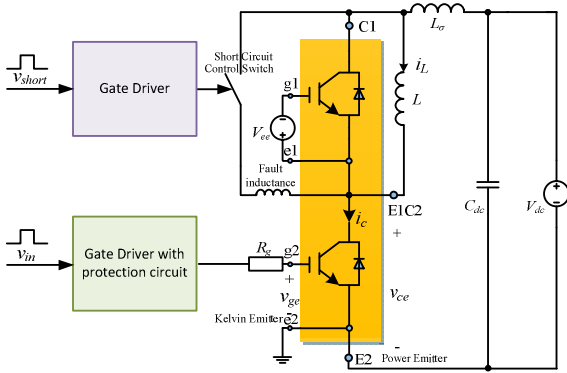 C1
Lσ
Short Circuit
Control Switch
vshort
Gate Driver
iL
L
g1
Vee
e1
Fault
inductance
E1C2
Cdc
Vdc
ic
+
vin
Gate Driver with
protection circuit
Rg
g2
+
vge
vce
-
Kelvin Emitter
e2
-
E2
Power Emitter